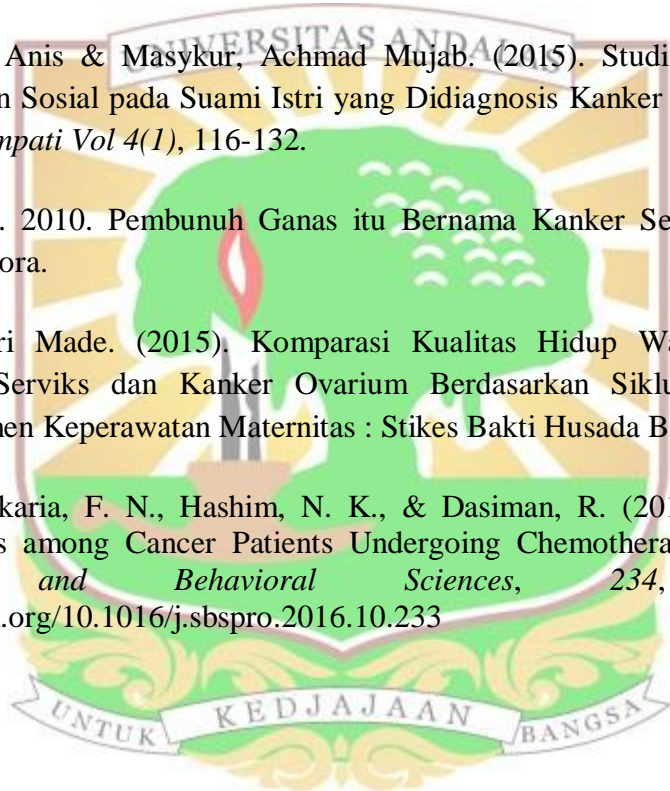 UNIVERSITAS ANDALAS
Anis & Masykur, Achmad Mujab. (2015). Studi
n Sosial pada Suami Istri yang Didiagnosis Kanker
npati Vol 4(1), 116-132.
. 2010. Pembunuh Ganas itu Bernama Kanker Se
ora.
ri Made. (2015). Komparasi Kualitas Hidup Wa
Serviks dan Kanker Ovarium Berdasarkan Siklu
nen Keperawatan Maternitas : Stikes Bakti Husada B
karia, F. N., Hashim, N. K., & Dasiman, R. (201
s among Cancer Patients Undergoing Chemothera
and Behavioral Sciences, 234,
.org/10.1016/j.sbspro.2016.10.233
UNTUK KEDJAJAAN BANGSA